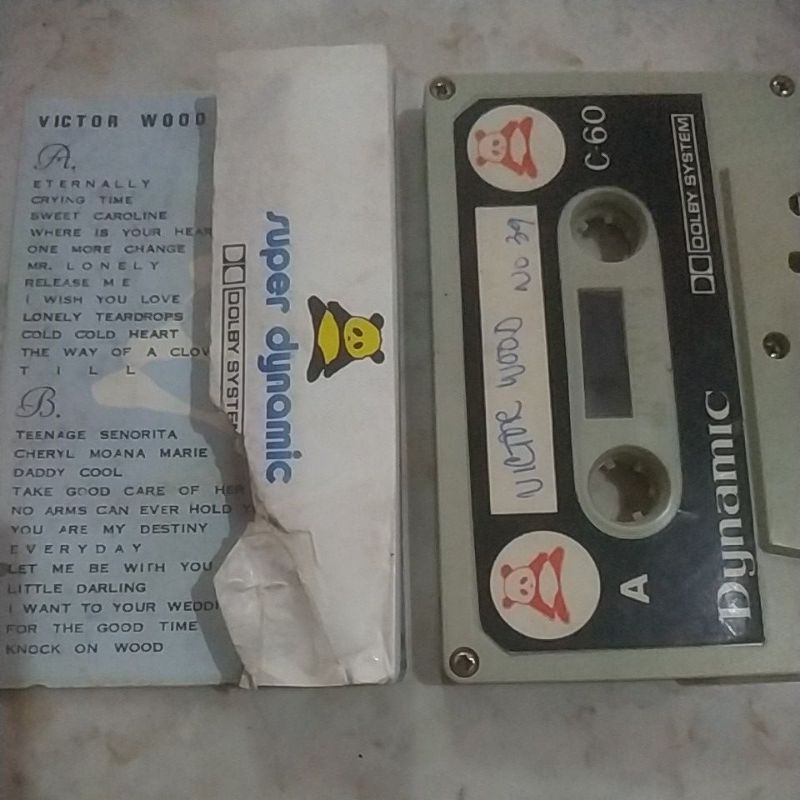 VICTOR WOOD
A.
ETERNALLY
CRYING TIME
SWEET CAROLINE
WHERE IS YOUR HEAR
ONE MORE CHANGE
MR. LONELY
RELEASE ME
I WISH YOU LOVE
LONELY TEARDROPS
COLD COLD HEART
THE WAY OF A CLOW
TILL
B.
TEENAGE SENORITA
CHERYL MOANA MARIE
DADDY COOL
TAKE GOOD CARE OF HER
NO ARMS CAN EVER HOLD Y
YOU ARE MY DESTINY
EVERYDAY
LET ME BE WITH YOU
LITTLE DARLING
I WANT TO YOUR WEDDI
FOR THE GOOD TIME
KNOCK ON WOOD
super dynamic
DOLBY SYSTEM
C-60
DOLBY SYSTEM
VICTOR WOOD NO 39
A
Dynamic